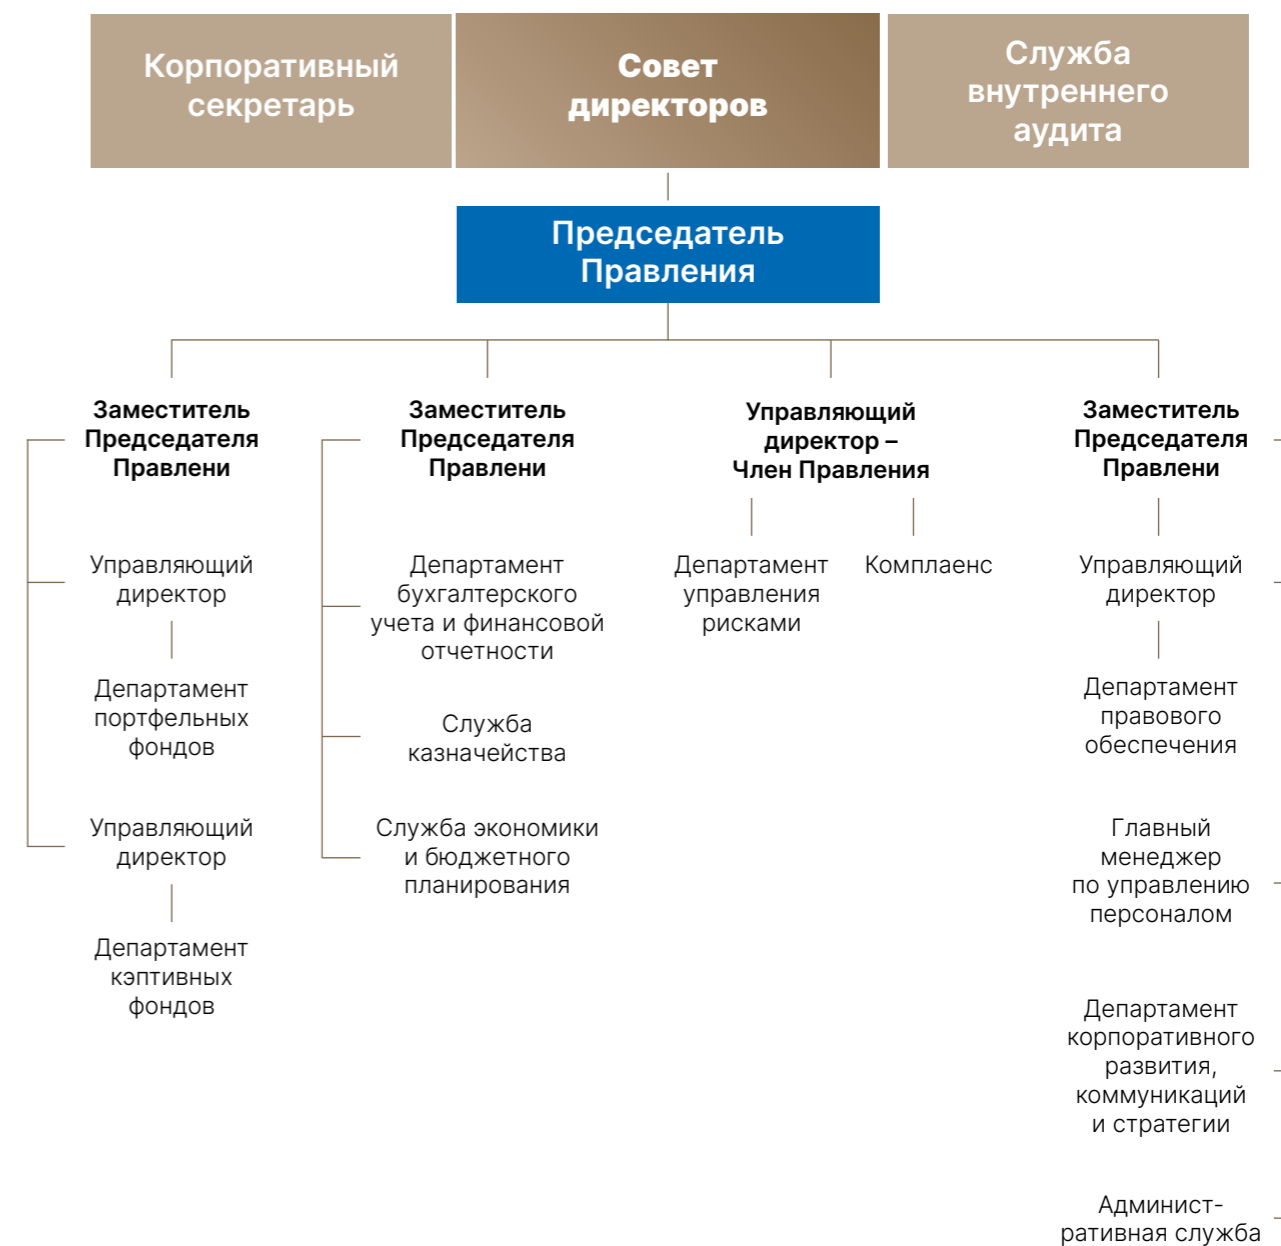 Корпоративный
секретарь
Совет
директоров
Служба
внутреннего
аудита
Председатель
Правления
Заместитель
Председателя
Правлени
Управляющий
директор
Департамент
портфельных
фондов
Управляющий
директор
Департамент
кэптивных
фондов
Заместитель
Председателя
Правлени
Департамент
бухгалтерского
учета и финансовой
отчетности
Служба
казначейства
Служба экономики
и бюджетного
планирования
Управляющий
директор –
Член Правления
Департамент
управления
рисками
Комплаенс
Заместитель
Председателя
Правлени
Управляющий
директор
Департамент
правового
обеспечения
Главный
менеджер
по управлению
персоналом
Департамент
корпоративного
развития,
коммуникаций
и стратегии
Админист-
ративная служба